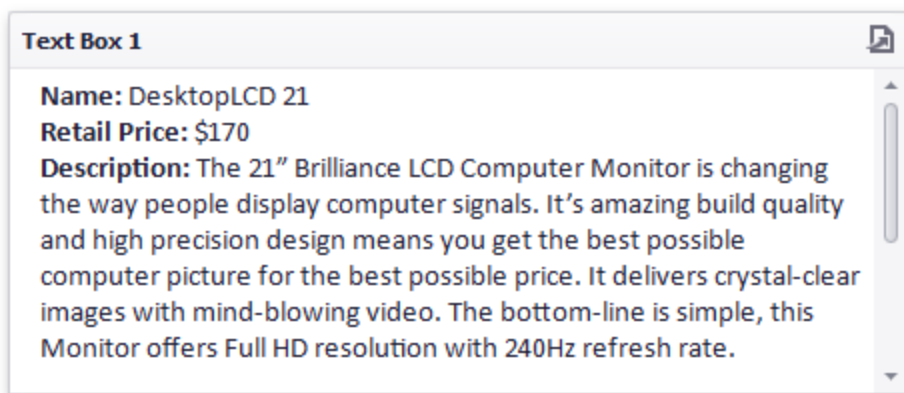 Text Box 1
Name: DesktopLCD 21
Retail Price: $170
Description: The 21” Brilliance LCD Computer Monitor is changing
the way people display computer signals. It’s amazing build quality
and high precision design means you get the best possible
computer picture for the best possible price. It delivers crystal-clear
images with mind-blowing video. The bottom-line is simple, this
Monitor offers Full HD resolution with 240Hz refresh rate.